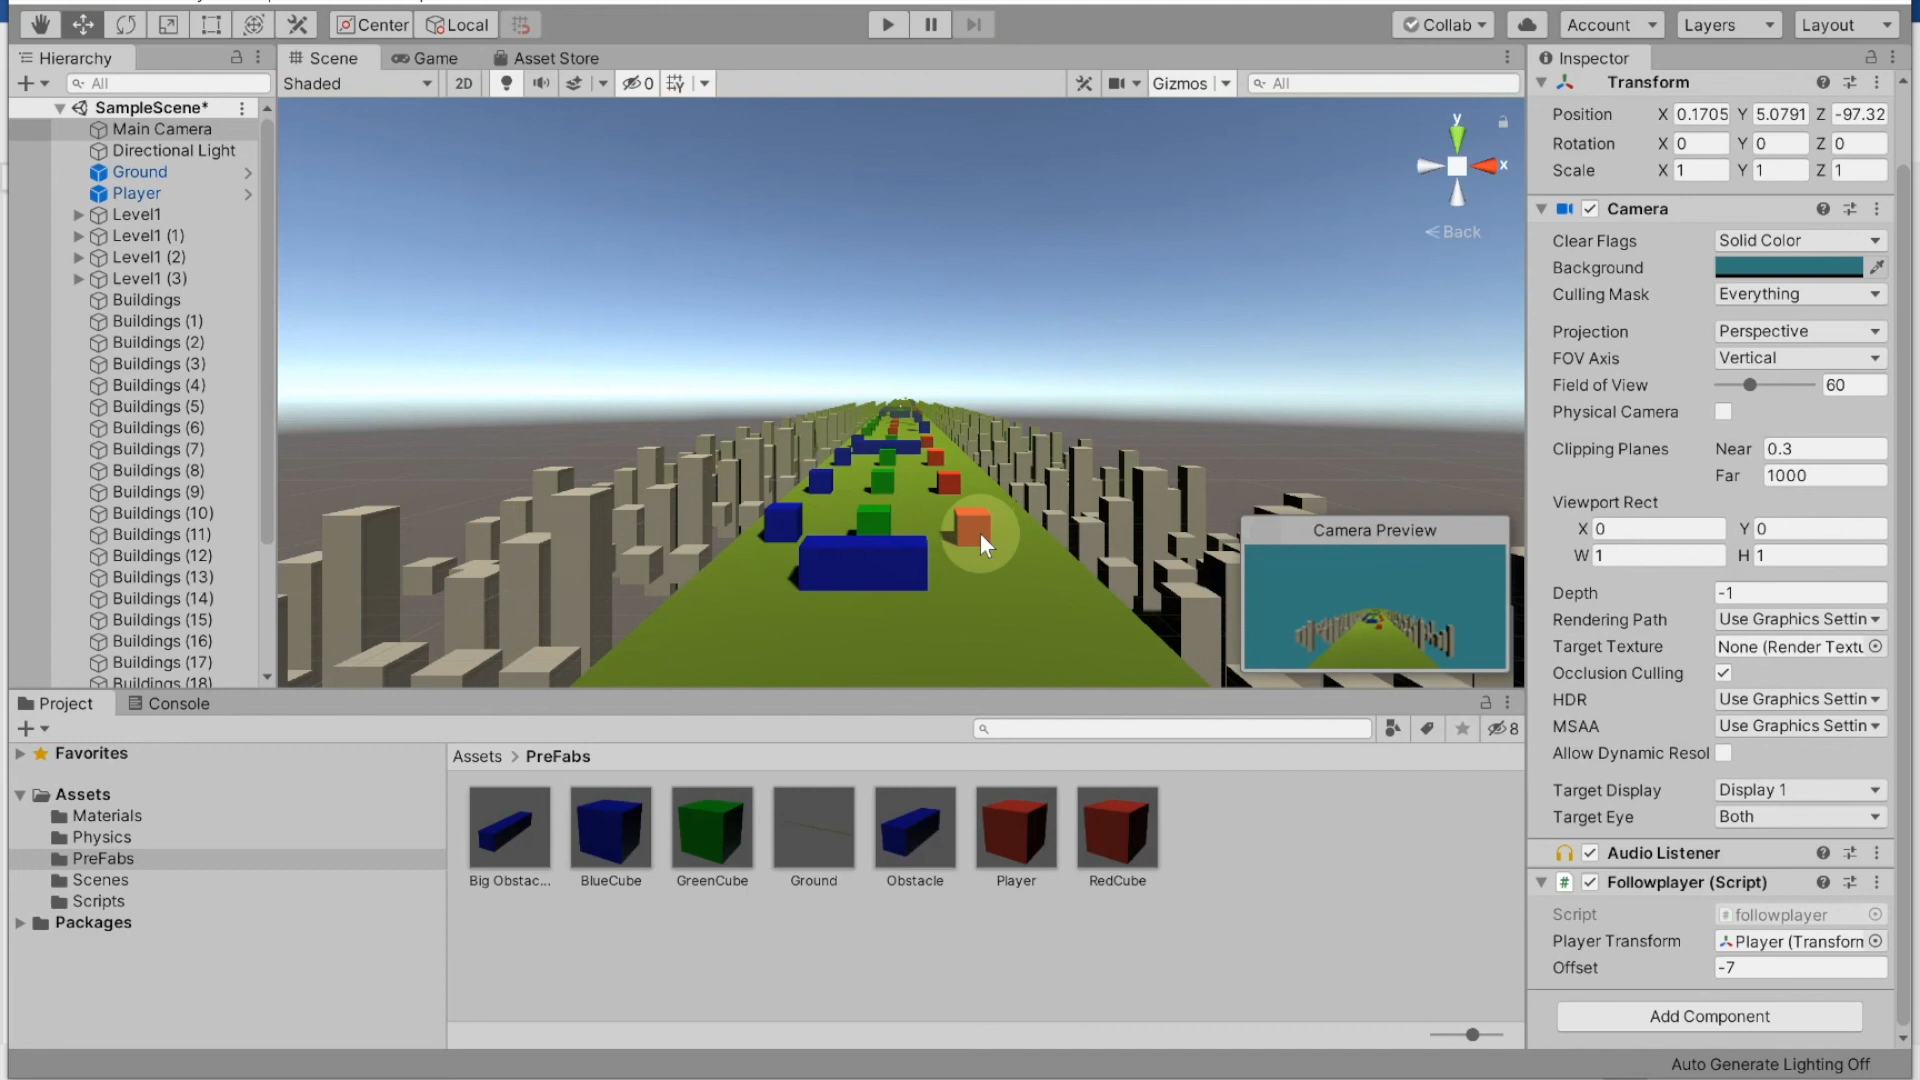 Center
Local
Collab
Account
Layers
Layout
Hierarchy
Scene
Game
Asset Store
Inspector
All
Shaded
2D
0
Gizmos
All
SampleScene*
Main Camera
Directional Light
Ground
Player
Level1
Level1 (1)
Level1 (2)
Level1 (3)
Buildings
Buildings (1)
Buildings (2)
Buildings (3)
Buildings (4)
Buildings (5)
Buildings (6)
Buildings (7)
Buildings (8)
Buildings (9)
Buildings (10)
Buildings (11)
Buildings (12)
Buildings (13)
Buildings (14)
Buildings (15)
Buildings (16)
Buildings (17)
Buildings (18)
y
x
Back
Camera Preview
Transform
Position X 0.1705 Y 5.0791 Z -97.32
Rotation X 0 Y 0 Z 0
Scale X 1 Y 1 Z 1
Camera
Clear Flags Solid Color
Background
Culling Mask Everything
Projection Perspective
FOV Axis Vertical
Field of View 60
Physical Camera
Clipping Planes Near 0.3
Far 1000
Viewport Rect
X 0 Y 0
W 1 H 1
Depth -1
Rendering Path Use Graphics Settin
Target Texture None (Render Textu
Occlusion Culling
HDR Use Graphics Settin
MSAA Use Graphics Settin
Allow Dynamic Resol
Target Display Display 1
Target Eye Both
Audio Listener
# Followplayer (Script)
Script followplayer
Player Transform Player (Transforn
Offset -7
Add Component
Project
Console
8
Favorites
Assets
Materials
Physics
PreFabs
Scenes
Scripts
Packages
Assets > PreFabs
Big Obstac...
BlueCube
GreenCube
Ground
Obstacle
Player
RedCube
Auto Generate Lighting Off